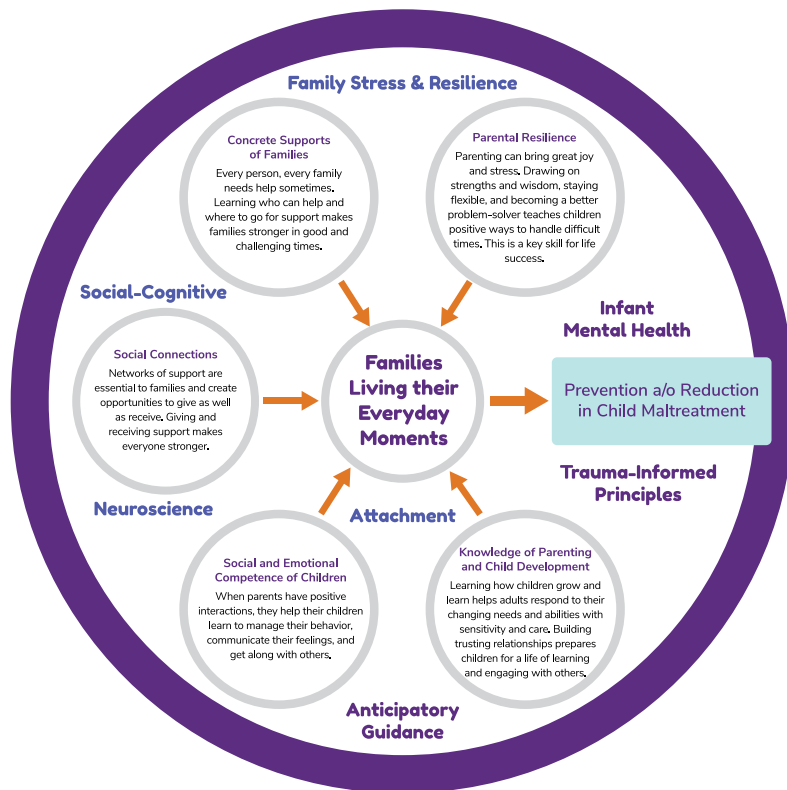 Family Stress & Resilience
Concrete Supports
of Families
Every person, every family
needs help sometimes.
Learning who can help and
where to go for support makes
families stronger in good and
challenging times.
Parental Resilience
Parenting can bring great joy
and stress. Drawing on
strengths and wisdom, staying
flexible, and becoming a better
problem-solver teaches children
positive ways to handle difficult
times. This is a key skill for life
success.
Social-Cognitive
Social Connections
Networks of support are
essential to families and create
opportunities to give as well
as receive. Giving and
receiving support makes
everyone stronger.
Neuroscience
Families
Living their
Everyday
Moments
Infant
Mental Health
Prevention a/o Reduction
in Child Maltreatment
Trauma-Informed
Principles
Attachment
Social and Emotional
Competence of Children
When parents have positive
interactions, they help their children
learn to manage their behavior,
communicate their feelings, and
get along with others.
Knowledge of Parenting
and Child Development
Learning how children grow and
learn helps adults respond to their
changing needs and abilities with
sensitivity and care. Building
trusting relationships prepares
children for a life of learning
and engaging with others.
Anticipatory
Guidance